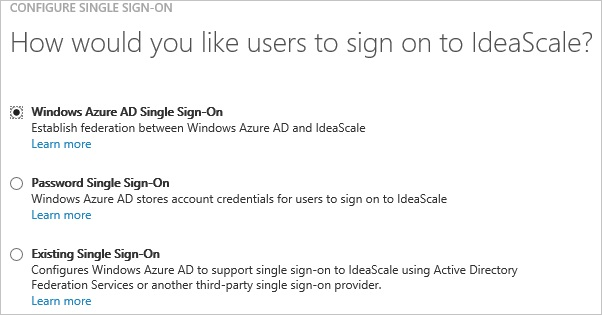 CONFIGURE SINGLE SIGN-ON
How would you like users to sign on to IdeaScale?
Windows Azure AD Single Sign-On
Establish federation between Windows Azure AD and IdeaScale
Learn more
Password Single Sign-On
Windows Azure AD stores account credentials for users to sign on to IdeaScale
Learn more
Existing Single Sign-On
Configures Windows Azure AD to support single sign-on to IdeaScale using Active Directory
Federation Services or another third-party single sign-on provider.
Learn more